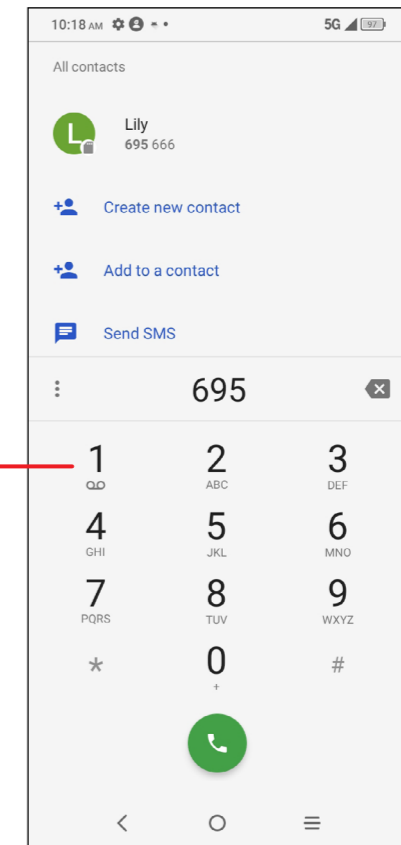 10:18 AM 5G 97
All contacts
L
Lily
695 666
Create new contact
Add to a contact
Send SMS
695
1 2 3
ABC DEF
4 5 6
GHI JKL MNO
7 8 9
PQRS TUV WXYZ
* 0 #
+